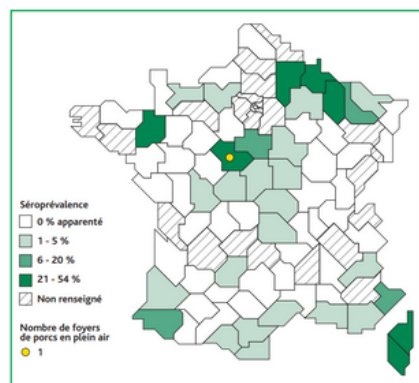 Séroprévalence
0 % apparenté
1 - 5 %
6 - 20 %
21 - 54 %
Non renseigné
Nombre de foyers
de porcs en plein air
1